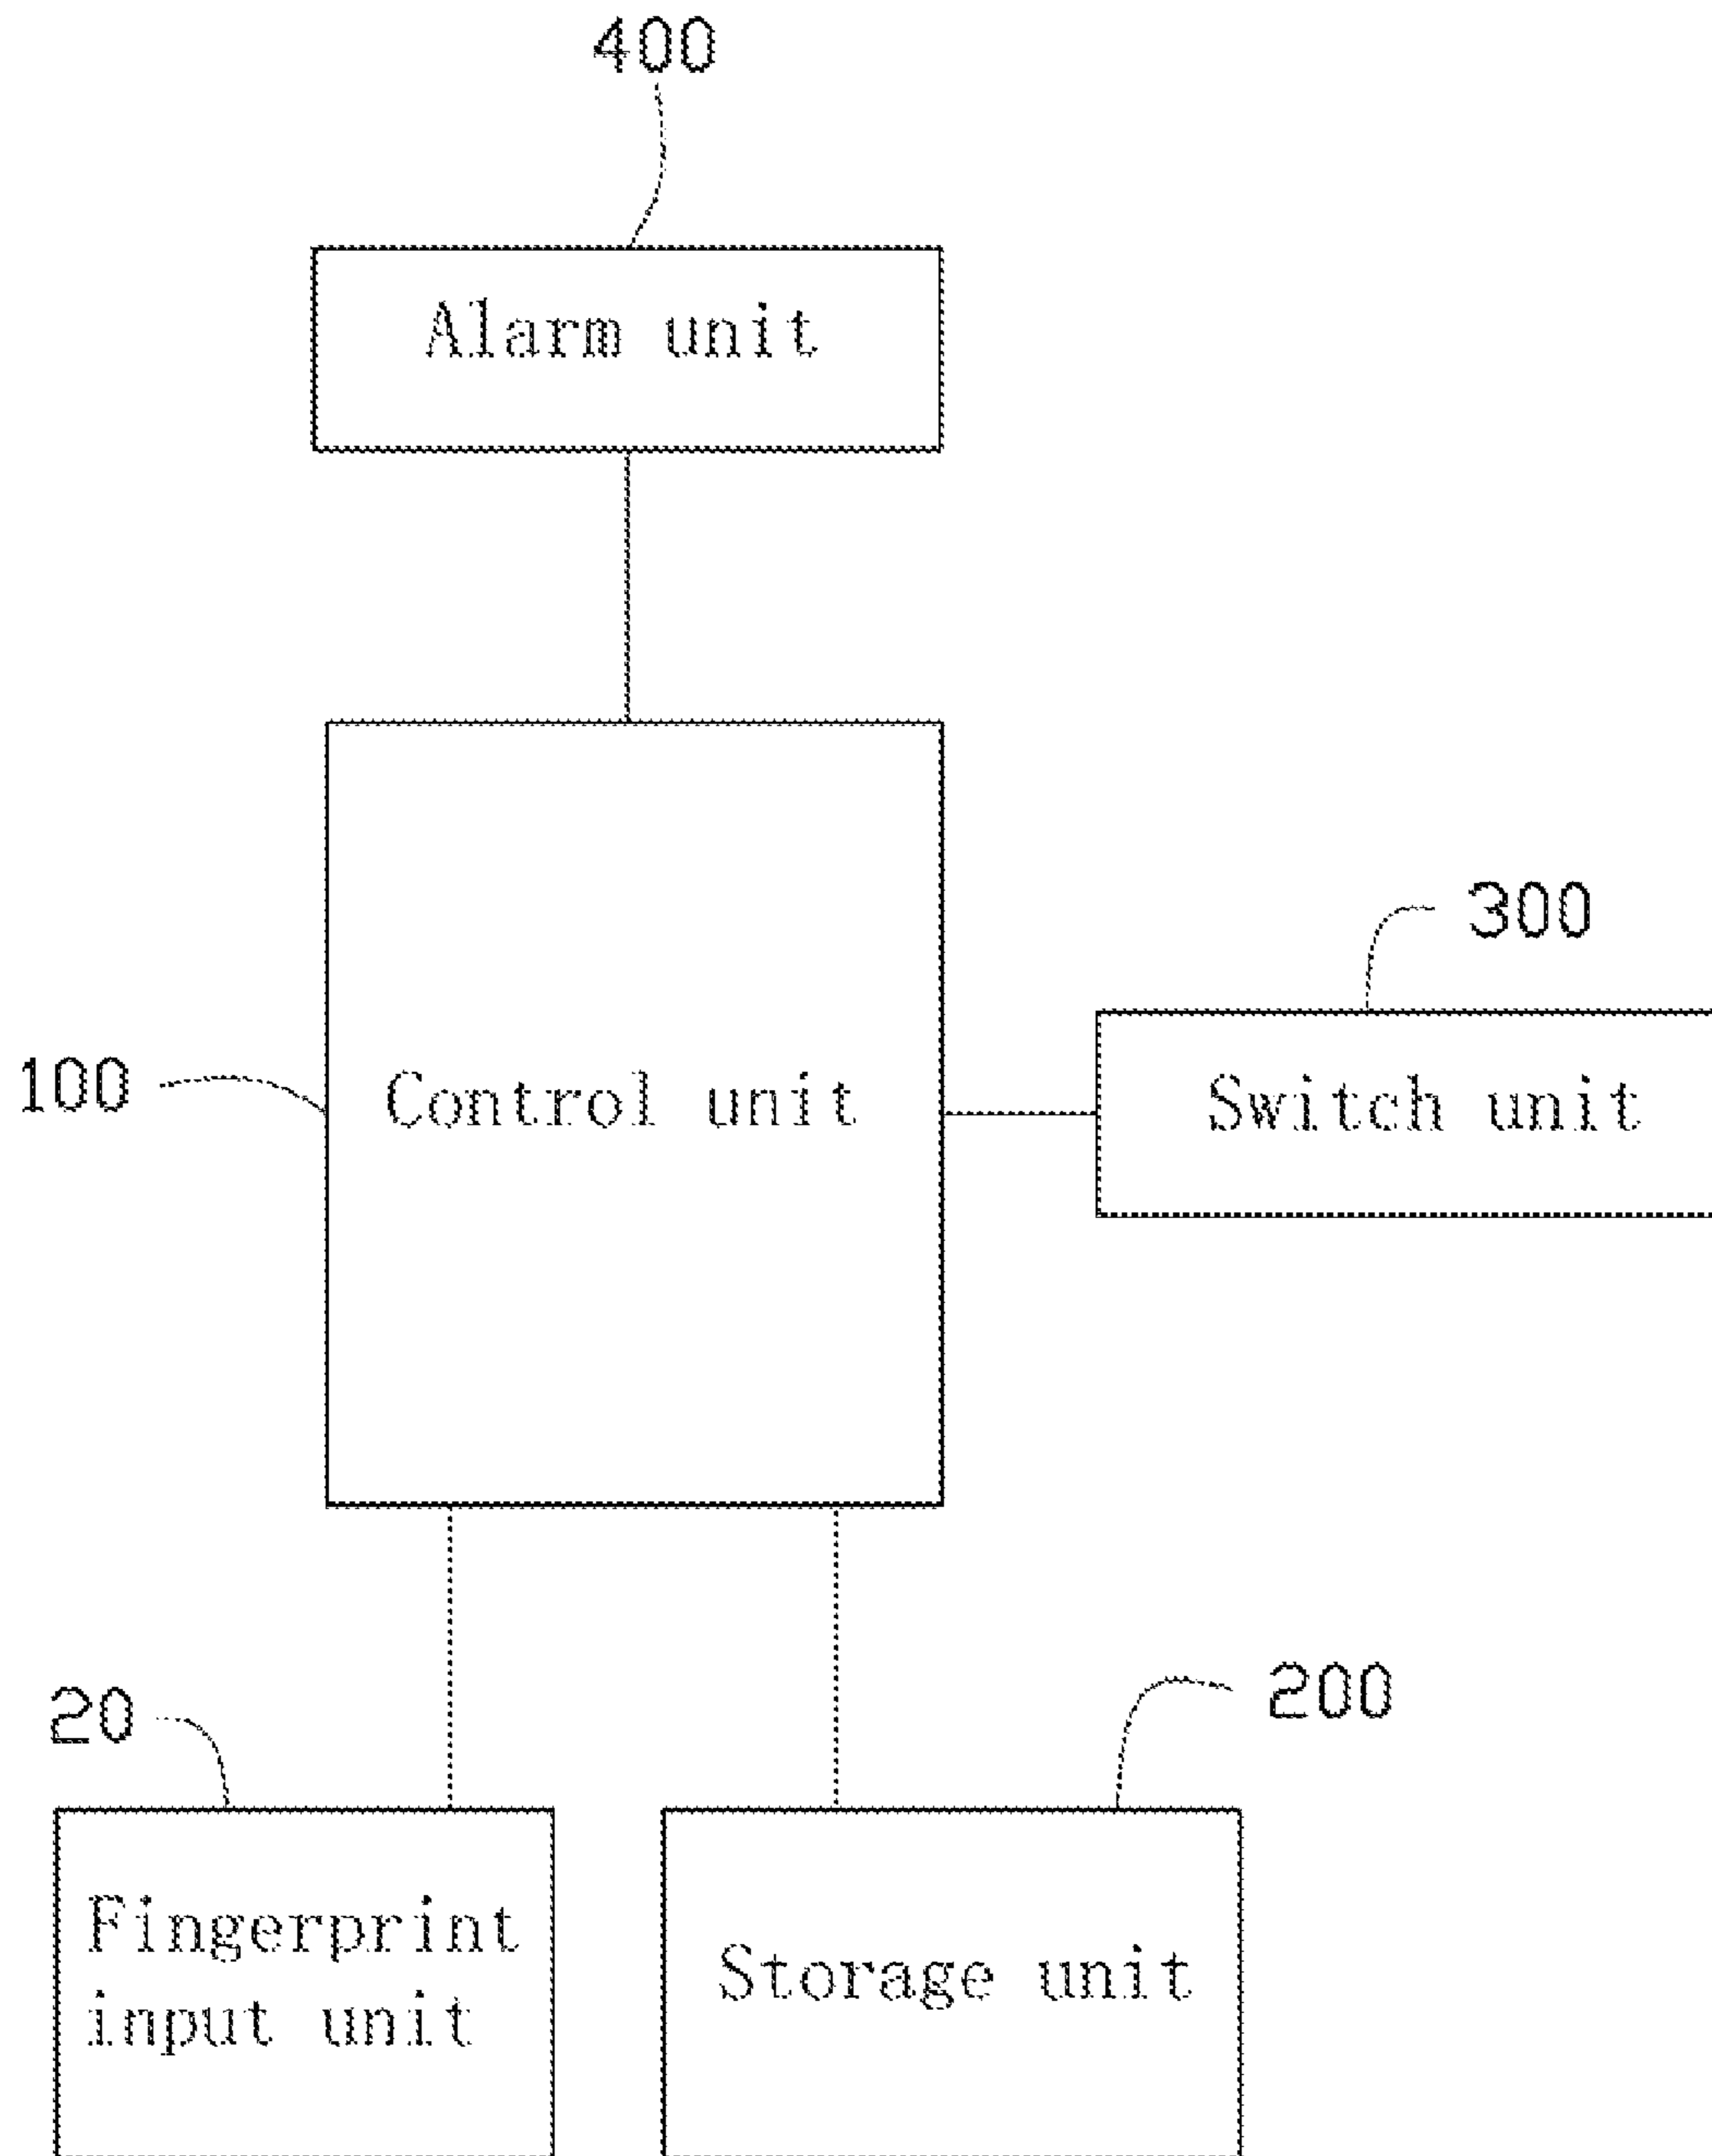 400
Alarm unit
300
100
Control unit
Switch unit
20
200
Fingerprint
input unit
Storage unit